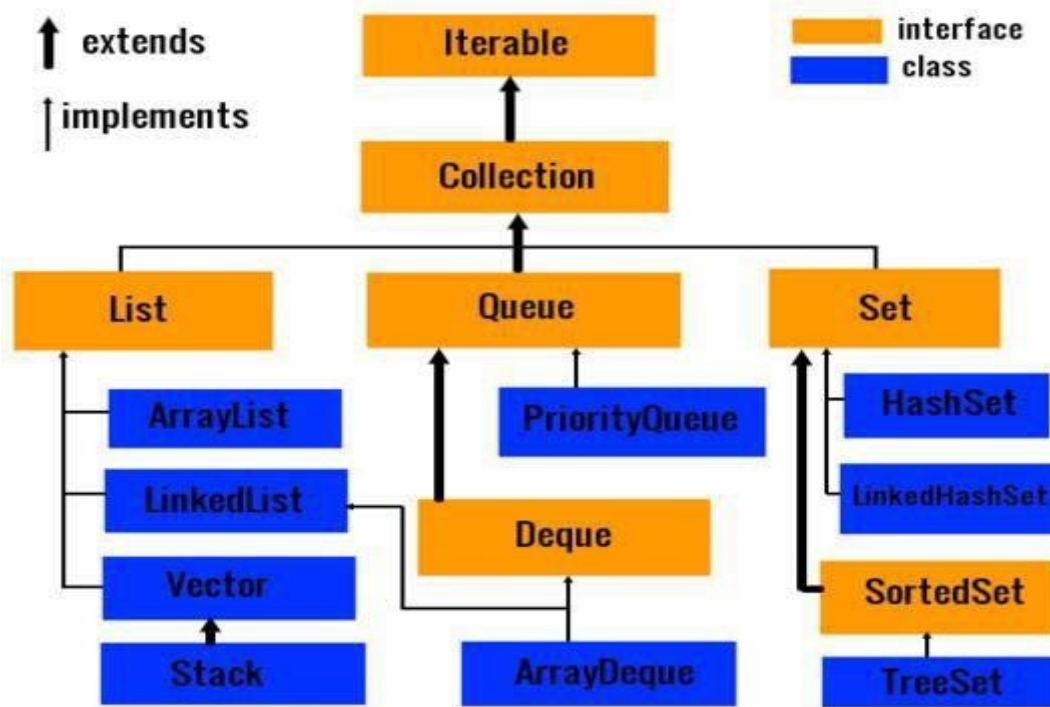 extends
implements
Iterable
interface
class
Collection
List
Queue
Set
ArrayList
PriorityQueue
HashSet
LinkedList
LinkedHashSet
Deque
Vector
SortedSet
Stack
ArrayDeque
TreeSet